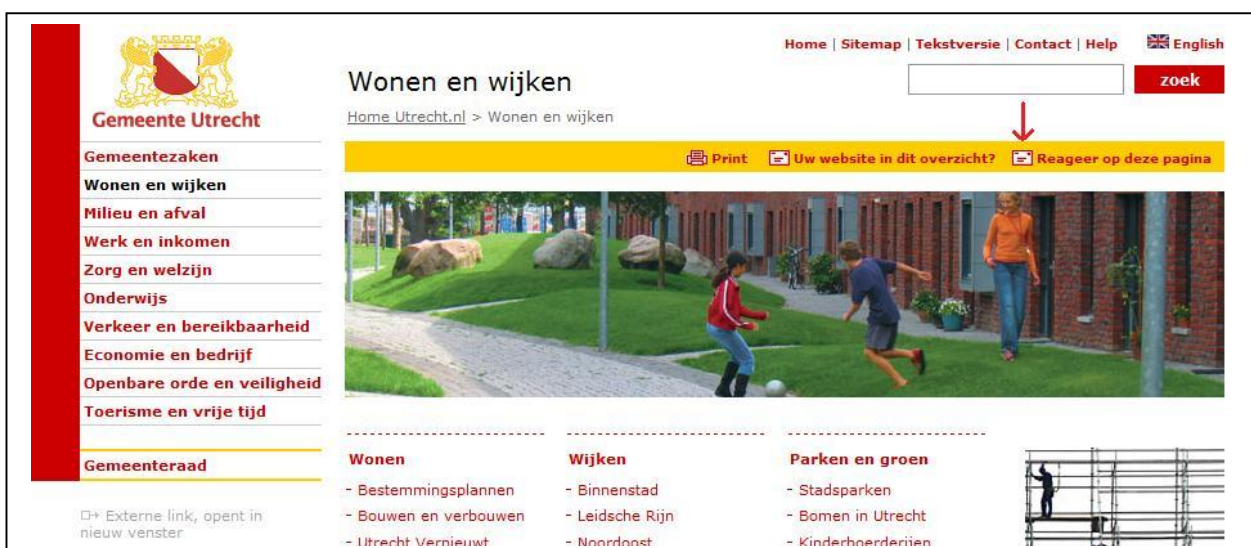 Home | Sitemap | Tekstversie | Contact | Help English
Wonen en wijken
zoek
Home Utrecht.nl > Wonen en wijken
Gemeente Utrecht
Print Uw website in dit overzicht? Reageer op deze pagina
Gemeentezaken
Wonen en wijken
Milieu en afval
Werk en inkomen
Zorg en welzijn
Onderwijs
Verkeer en bereikbaarheid
Economie en bedrijf
Openbare orde en veiligheid
Toerisme en vrije tijd
Gemeenteraad
Externe link, opent in
nieuw venster
Wonen
- Bestemmingsplannen
- Bouwen en verbouwen
- Utrecht Vernieuwt
Wijken
- Binnenstad
- Leidsche Rijn
- Noordoost
Parken en groen
- Stadsparken
- Bomen in Utrecht
- Kinderboerderijen